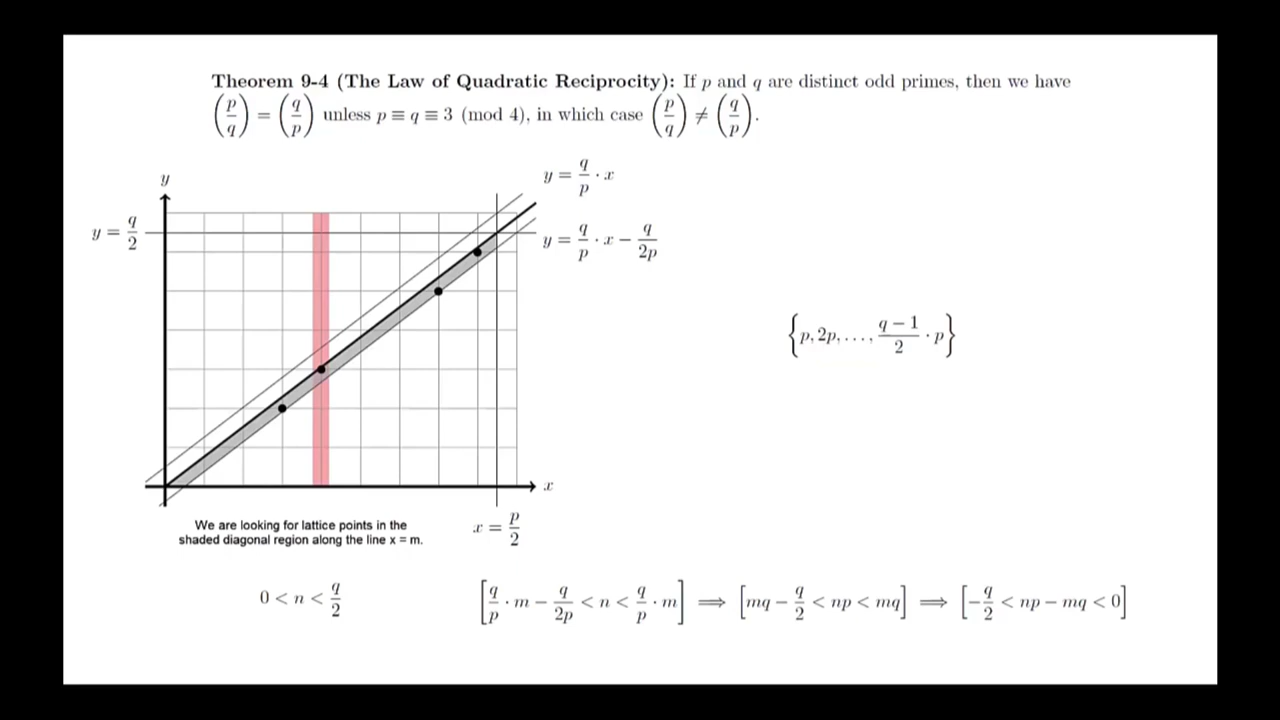 Theorem 9-4 (The Law of Quadratic Reciprocity): If p and q are distinct odd primes, then we have
(p/q) = (q/p) unless p ≡ q ≡ 3 (mod 4), in which case (p/q) ≠ (q/p).
y
y = q/p · x
y = q/2
y = q/p · x − q/2p
{p, 2p, . . . , q − 1/2 · p}
x
We are looking for lattice points in the
shaded diagonal region along the line x = m.
x = p/2
0 < n < q/2
[q/p · m − q/2p < n < q/p · m] ⟹ [mq − q/2 < np < mq] ⟹ [−q/2 < np − mq < 0]